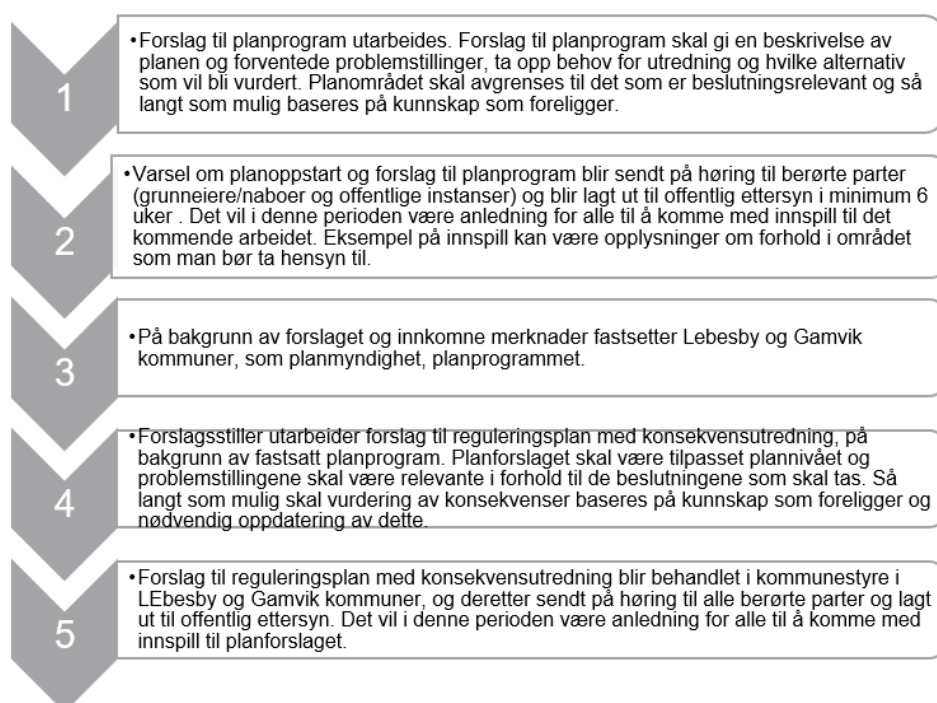 1
•Forslag til planprogram utarbeides. Forslag til planprogram skal gi en beskrivelse av
planen og forventede problemstillinger, ta opp behov for utredning og hvilke alternativ
som vil bli vurdert. Planområdet skal avgrenses til det som er beslutningsrelevant og så
langt som mulig baseres på kunnskap som foreligger.
2
•Varsel om planoppstart og forslag til planprogram blir sendt på høring til berørte parter
(grunneiere/naboer og offentlige instanser) og blir lagt ut til offentlig ettersyn i minimum 6
uker . Det vil i denne perioden være anledning for alle til å komme med innspill til det
kommende arbeidet. Eksempel på innspill kan være opplysninger om forhold i området
som man bør ta hensyn til.
3
•På bakgrunn av forslaget og innkomne merknader fastsetter Lebesby og Gamvik
kommuner, som planmyndighet, planprogrammet.
4
•Forslagsstiller utarbeider forslag til reguleringsplan med konsekvensutredning, på
bakgrunn av fastsatt planprogram. Planforslaget skal være tilpasset plannivået og
problemstillingene skal være relevante i forhold til de beslutningene som skal tas. Så
langt som mulig skal vurdering av konsekvenser baseres på kunnskap som foreligger og
nødvendig oppdatering av dette.
5
•Forslag til reguleringsplan med konsekvensutredning blir behandlet i kommunestyre i
LEbesby og Gamvik kommuner, og deretter sendt på høring til alle berørte parter og lagt
ut til offentlig ettersyn. Det vil i denne perioden være anledning for alle til å komme med
innspill til planforslaget.